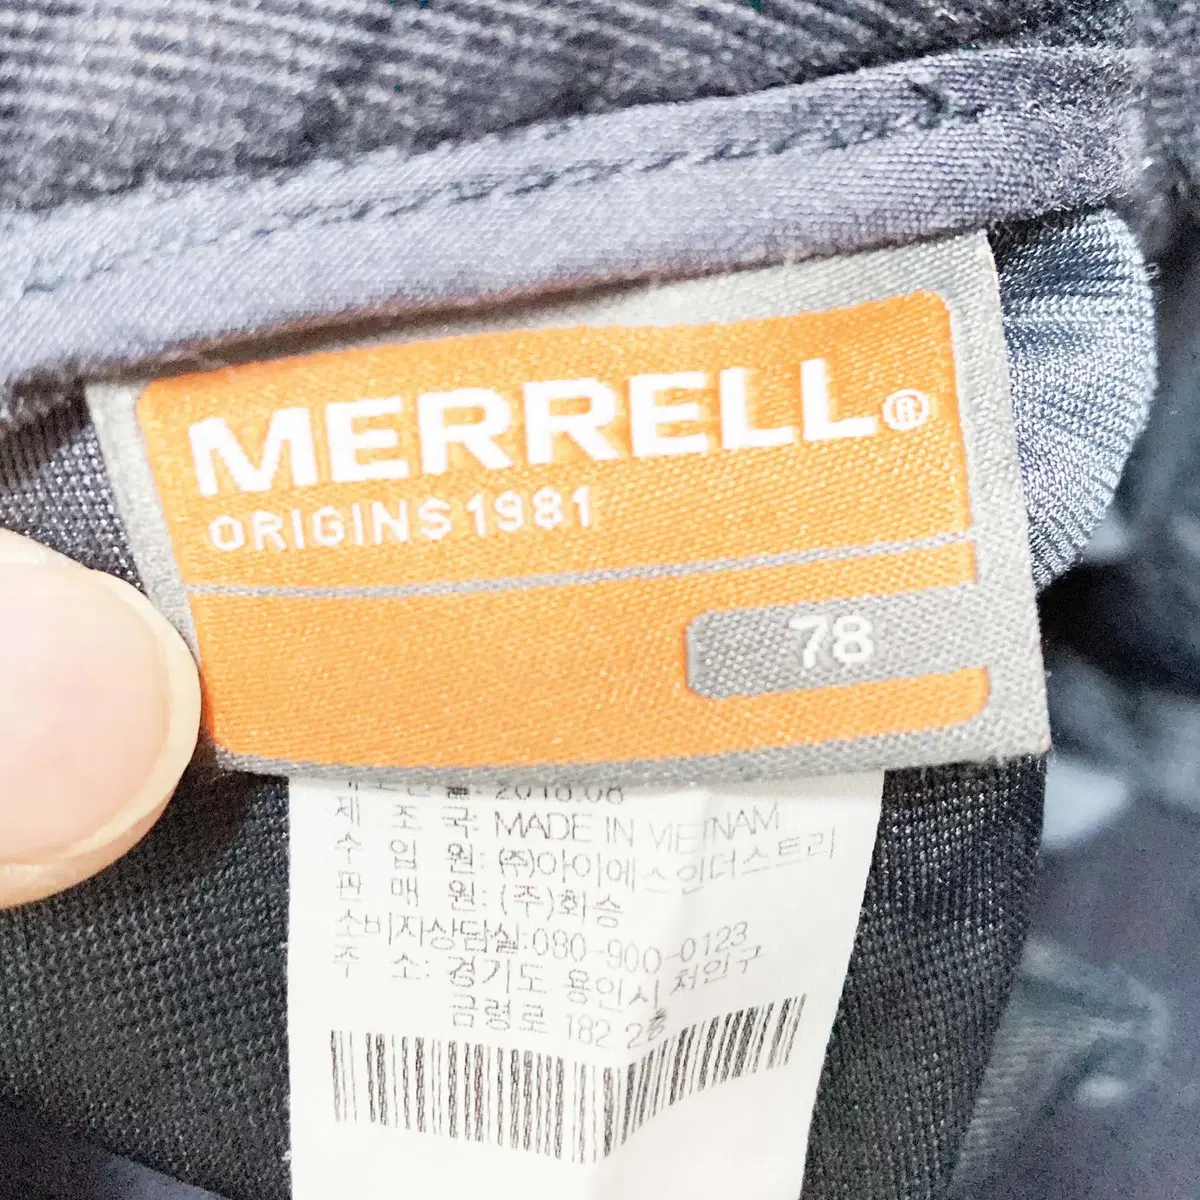 MERRELL®
ORIGINS 1981
78
제 조 국: MADE IN VIETNAM
수 입 원: (주)아이에스인더스트리
판 매 원: (주)화승
소비자상담실:080-900-0123
주 소: 경기도 용인시 처인구
금령로 182 2층